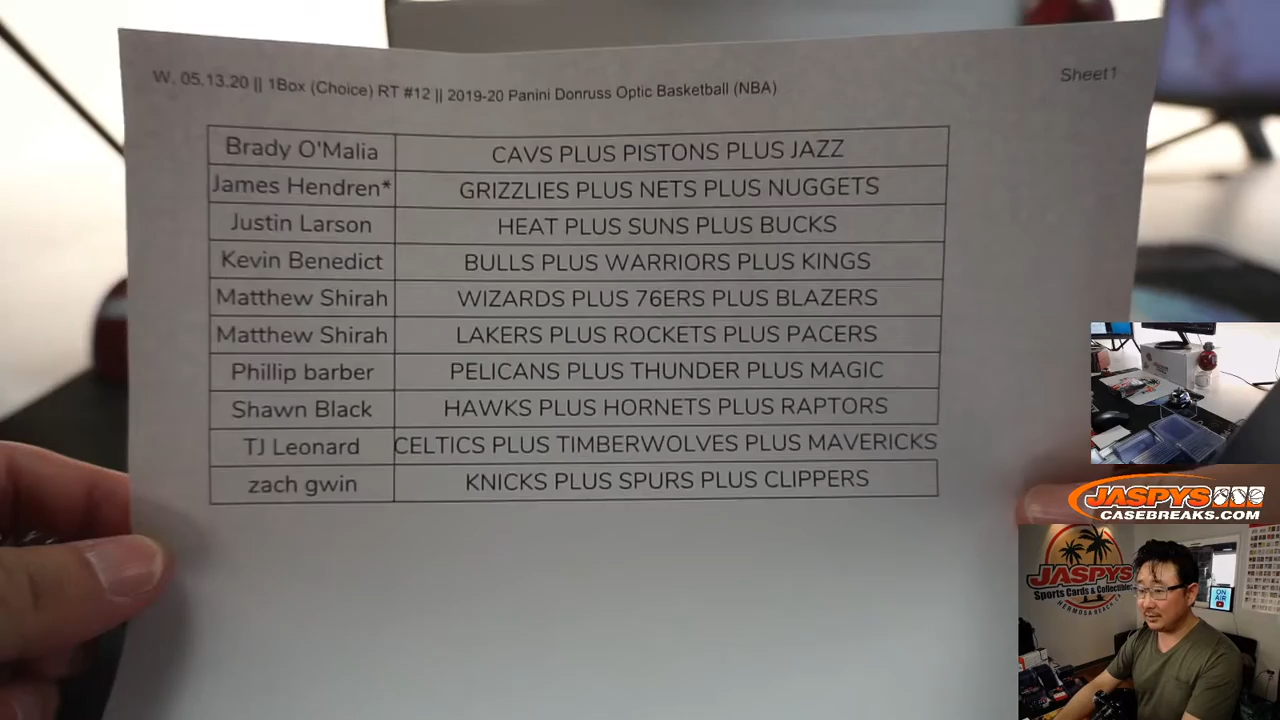 W. 05.13.20 || 1Box (Choice) RT #12 || 2019-20 Panini Donruss Optic Basketball (NBA)
Sheet1
Brady O'Malia CAVS PLUS PISTONS PLUS JAZZ
James Hendren* GRIZZLIES PLUS NETS PLUS NUGGETS
Justin Larson HEAT PLUS SUNS PLUS BUCKS
Kevin Benedict BULLS PLUS WARRIORS PLUS KINGS
Matthew Shirah WIZARDS PLUS 76ERS PLUS BLAZERS
Matthew Shirah LAKERS PLUS ROCKETS PLUS PACERS
Phillip barber PELICANS PLUS THUNDER PLUS MAGIC
Shawn Black HAWKS PLUS HORNETS PLUS RAPTORS
TJ Leonard CELTICS PLUS TIMBERWOLVES PLUS MAVERICKS
zach gwin KNICKS PLUS SPURS PLUS CLIPPERS
JASPYS
CASEBREAKS.COM
JASPYS
Sports Cards & Collectibles
HERMOSA BEACH, CA
ON
AIR